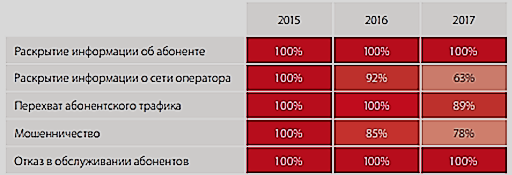 2015 2016 2017
Раскрытие информации об абоненте 100% 100% 100%
Раскрытие информации о сети оператора 100% 92% 63%
Перехват абонентского трафика 100% 100% 89%
Мошенничество 100% 85% 78%
Отказ в обслуживании абонентов 100% 100% 100%